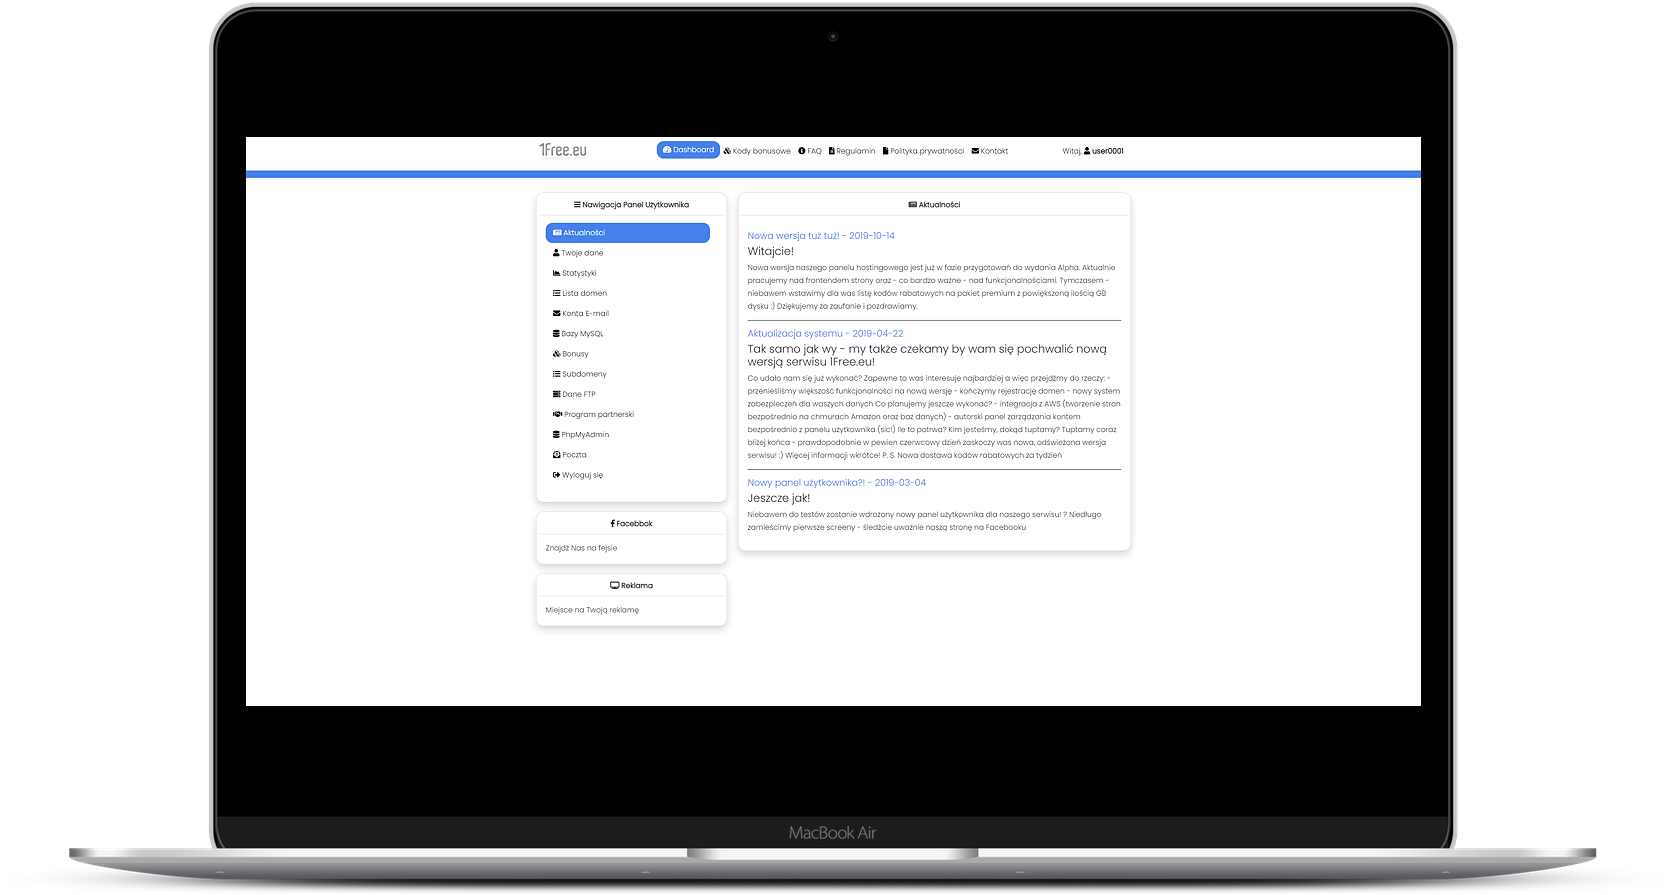 1Free.eu
Dashboard Kody bonusowe FAQ Regulamin Polityka prywatności Kontakt
Witaj, user0001
Nawigacja Panel Użytkownika
Aktualności
Twoje dane
Statystyki
Lista domen
Konta E-mail
Bazy MySQL
Bonusy
Subdomeny
Dane FTP
Program partnerski
PhpMyAdmin
Poczta
Wyloguj się
Facebbok
Znajdź Nas na fejsie
Reklama
Miejsce na Twoją reklamę
Aktualności
Nowa wersja tuż tuż! - 2019-10-14
Witajcie!
Nowa wersja naszego panelu hostingowego jest już w fazie przygotowań do wydania Alpha. Aktualnie
pracujemy nad frontendem strony oraz - co bardzo ważne - nad funkcjonalnościami. Tymczasem -
niebawem wstawimy dla was listę kodów rabatowych na pakiet premium z powiększoną ilością GB
dysku :) Dziękujemy za zaufanie i pozdrawiamy.
Aktualizacja systemu - 2019-04-22
Tak samo jak wy - my także czekamy by wam się pochwalić nową
wersją serwisu 1Free.eu!
Co udało nam się już wykonać? Zapewne to was interesuje najbardziej a więc przejdźmy do rzeczy: -
przenieśliśmy większość funkcjonalności na nową wersję - kończymy rejestrację domen - nowy system
zabezpieczeń dla waszych danych Co planujemy jeszcze wykonać? - integracja z AWS (tworzenie stron
bezpośrednio na chmurach Amazon oraz baz danych) - autorski panel zarządzania kontem
bezpośrednio z panelu użytkownika (sic!) Ile to potrwa? Kim jesteśmy, dokąd tuptamy? Tuptamy coraz
bliżej końca - prawdopodobnie w pewien czerwcowy dzień zaskoczy was nowa, odświeżona wersja
serwisu! ;) Więcej informacji wkrótce! P. S. Nowa dostawa kodów rabatowych za tydzień
Nowy panel użytkownika?! - 2019-03-04
Jeszcze jak!
Niebawem do testów zostanie wdrożony nowy panel użytkownika dla naszego serwisu! ? Niedługo
zamieścimy pierwsze screeny - śledźcie uważnie naszą stronę na Facebooku
MacBook Air